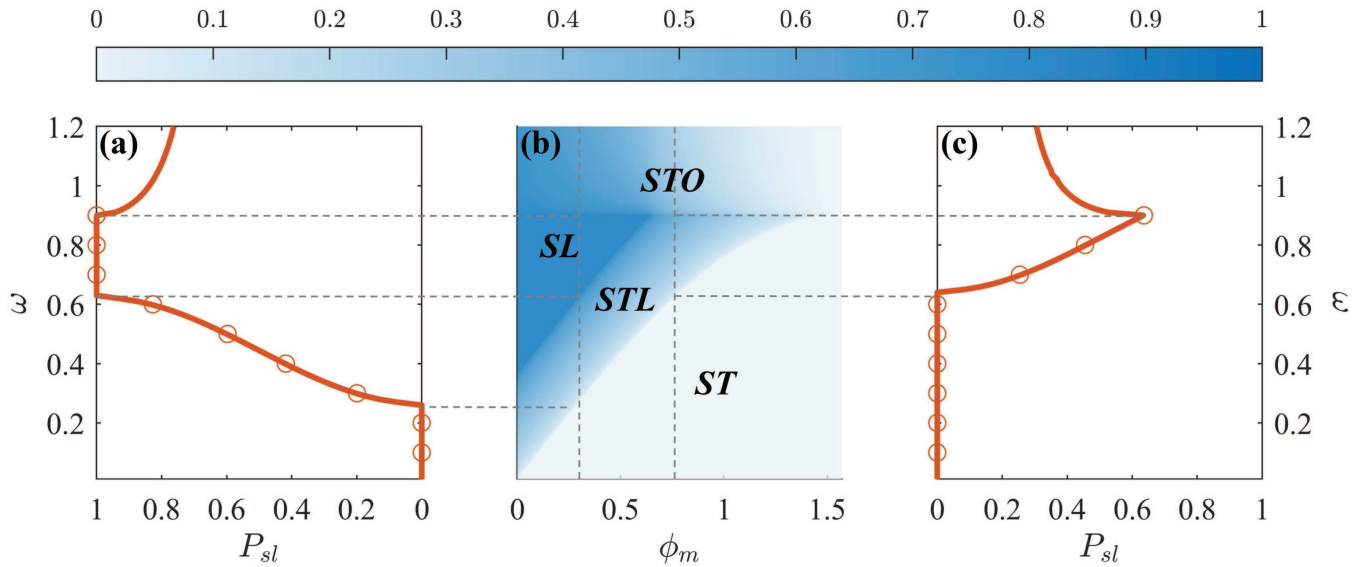 0 0.1 0.2 0.3 0.4 0.5 0.6 0.7 0.8 0.9 1
(a)
1.2
1
0.8
0.6
0.4
0.2
ω
1 0.8 0.6 0.4 0.2 0
P_sl
(b)
STO
SL
STL
ST
0 0.5 1 1.5
ϕ_m
(c)
1.2
1
0.8
0.6
0.4
0.2
ω
0 0.2 0.4 0.6 0.8 1
P_sl